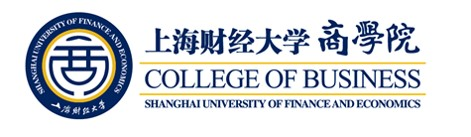 SHANGHAI UNIVERSITY OF FINANCE AND ECONOMICS
商
上海财经大学
上海财经大学 商學院
COLLEGE OF BUSINESS
SHANGHAI UNIVERSITY OF FINANCE AND ECONOMICS